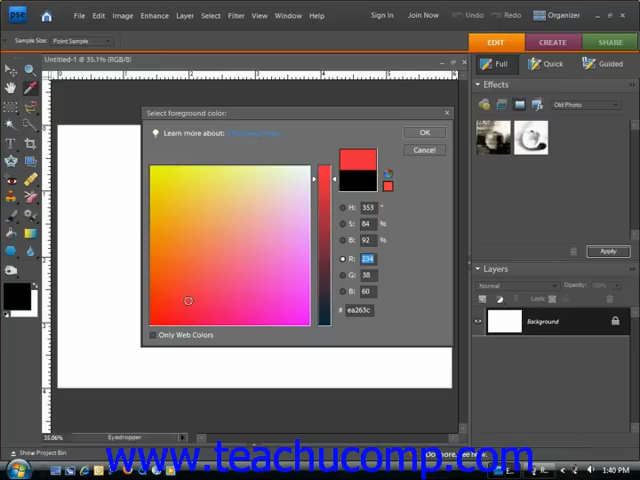 pse
File Edit Image Enhance Layer Select Filter View Window Help
Sign In Join Now Undo Redo Organizer
Sample Size: Point Sample
EDIT CREATE SHARE
Untitled-1 @ 35.1% (RGB/8)
Full Quick Guided
Effects
Old Photo
Apply
Select foreground color:
Learn more about:
OK
Cancel
H: 353 °
S: 84 %
B: 92 %
R: 234
G: 38
B: 60
# ea263c
Only Web Colors
Layers
Normal Opacity: 100%
Lock:
Background
35.06% Eyedropper
Show Project Bin
www.teachucomp.com
1:40 PM